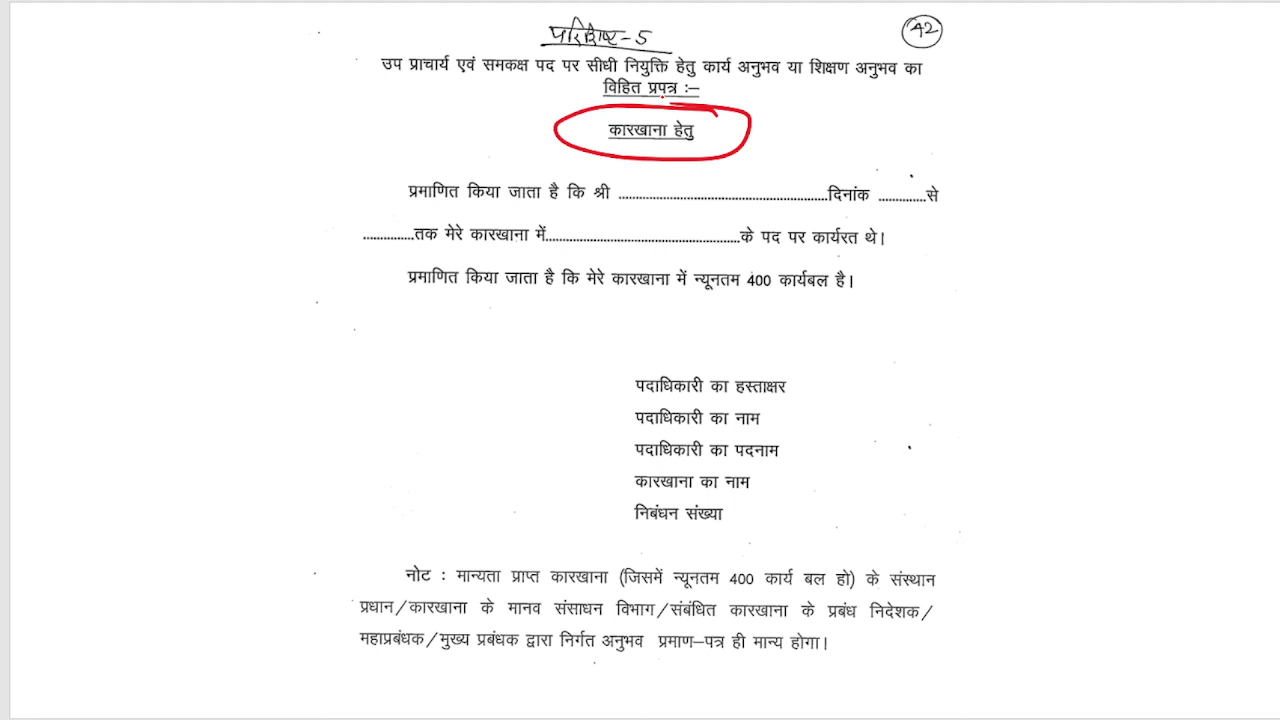 परिशिष्ट-5
42
उप प्राचार्य एवं समकक्ष पद पर सीधी नियुक्ति हेतु कार्य अनुभव या शिक्षण अनुभव का
विहित प्रपत्र :–
कारखाना हेतु
प्रमाणित किया जाता है कि श्री ..............................................................दिनांक ..............से
...............तक मेरे कारखाना में.........................................................के पद पर कार्यरत थे।
प्रमाणित किया जाता है कि मेरे कारखाना में न्यूनतम 400 कार्यबल है।
पदाधिकारी का हस्ताक्षर
पदाधिकारी का नाम
पदाधिकारी का पदनाम
कारखाना का नाम
निबंधन संख्या
नोट : मान्यता प्राप्त कारखाना (जिसमें न्यूनतम 400 कार्य बल हो) के संस्थान
प्रधान/कारखाना के मानव संसाधन विभाग/संबंधित कारखाना के प्रबंध निदेशक/
महाप्रबंधक/मुख्य प्रबंधक द्वारा निर्गत अनुभव प्रमाण–पत्र ही मान्य होगा।